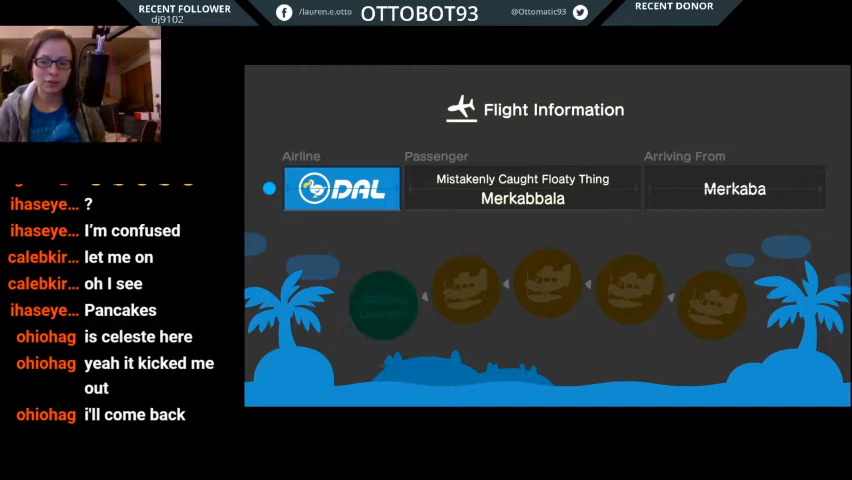 RECENT FOLLOWER
dj9102
/lauren.e.otto
OTTOBOT93
@Ottomatic93
RECENT DONOR
Flight Information
Airline
Passenger
Arriving From
DAL
Mistakenly Caught Floaty Thing
Merkabbala
Merkaba
ihaseye... ?
ihaseye... I'm confused
calebkir... let me on
calebkir... oh I see
ihaseye... Pancakes
ohiohag is celeste here
ohiohag yeah it kicked me
out
ohiohag i'll come back